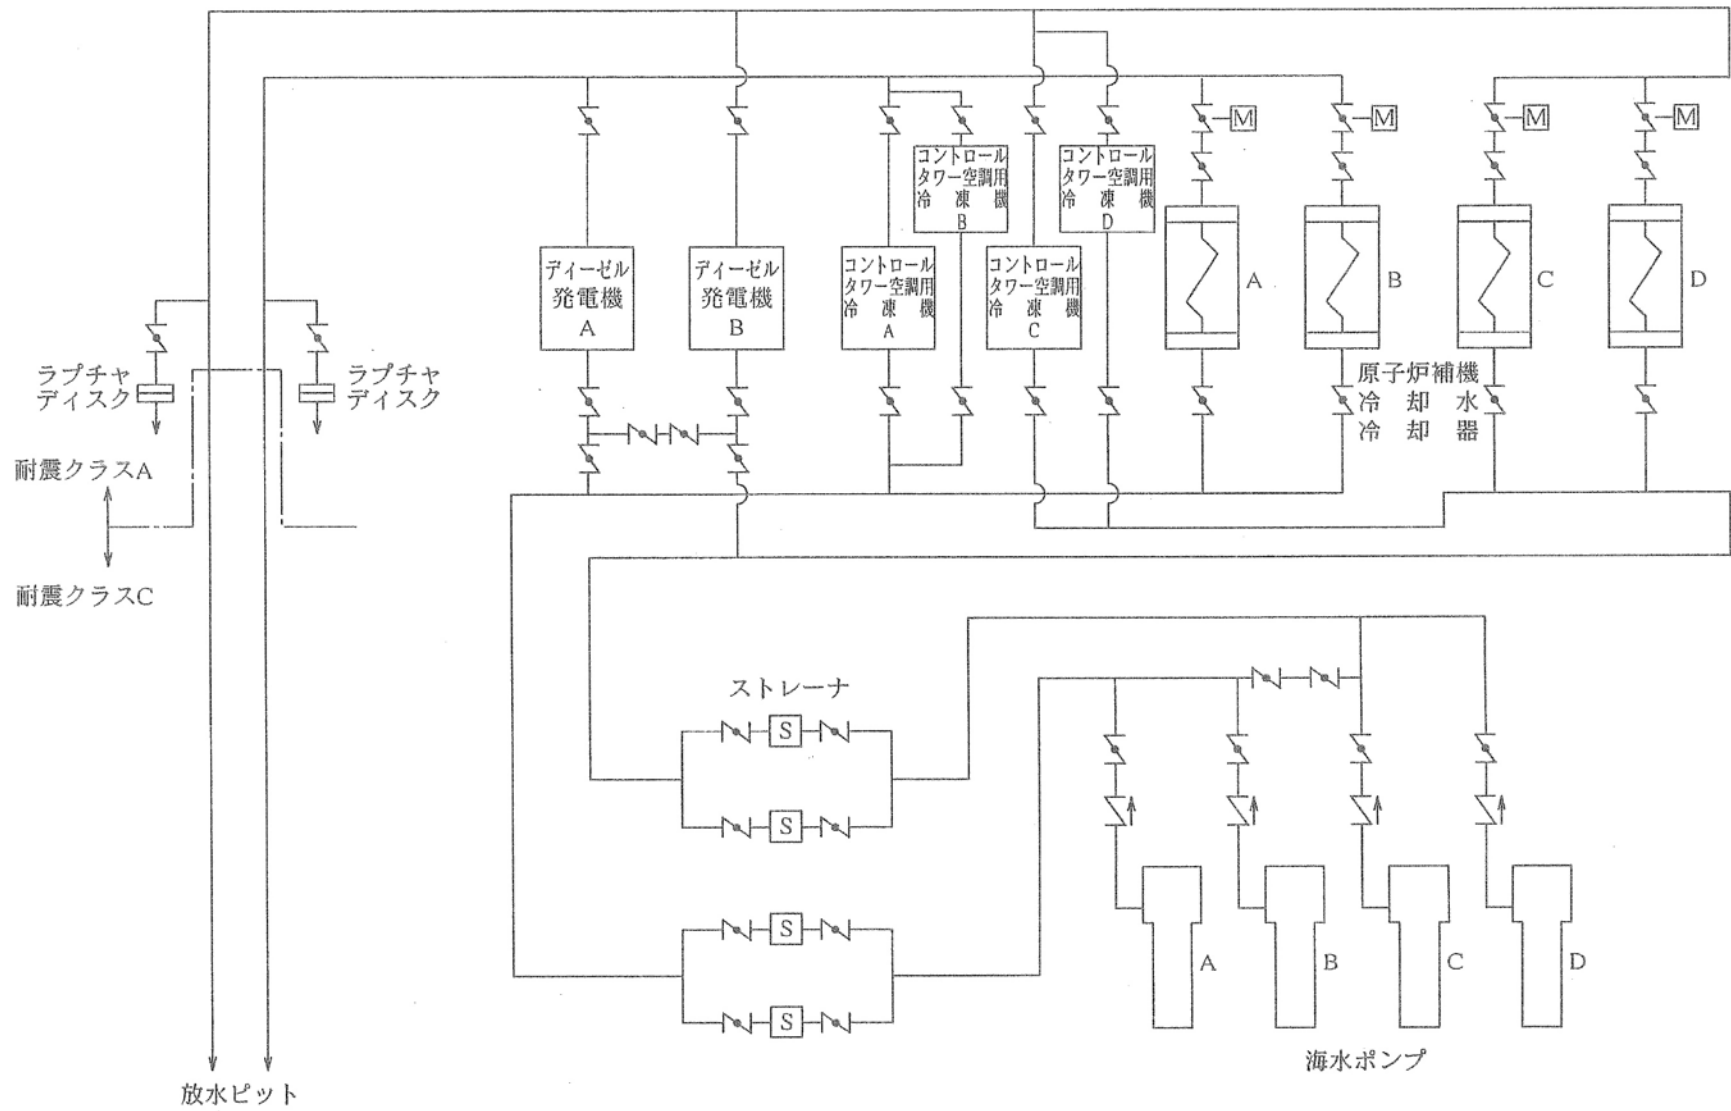 M
M
M
M
コントロール
タワー空調用
冷凍機
B
コントロール
タワー空調用
冷凍機
D
ディーゼル
発電機
A
ディーゼル
発電機
B
コントロール
タワー空調用
冷凍機
A
コントロール
タワー空調用
冷凍機
C
A
B
C
D
ラプチャ
ディスク
ラプチャ
ディスク
原子炉補機
冷却水
冷却器
耐震クラスA
耐震クラスC
ストレーナ
S
S
S
S
A
B
C
D
海水ポンプ
放水ピット